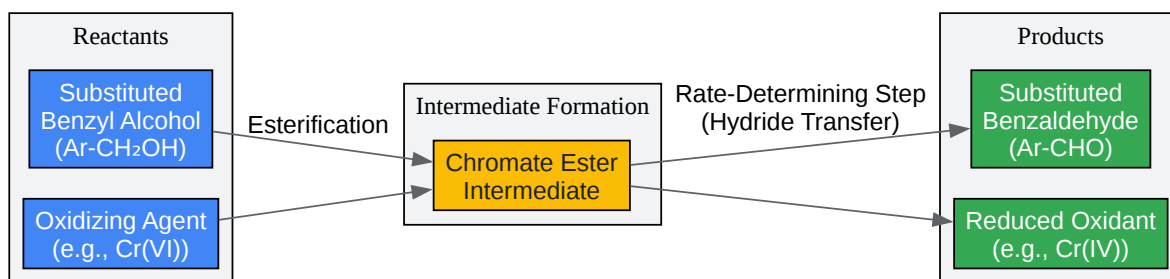 Reactants
Substituted
Benzyl Alcohol
(Ar-CH₂OH)
Oxidizing Agent
(e.g., Cr(VI))
Esterification
Intermediate Formation
Chromate Ester
Intermediate
Rate-Determining Step
(Hydride Transfer)
Products
Substituted
Benzaldehyde
(Ar-CHO)
Reduced Oxidant
(e.g., Cr(IV))